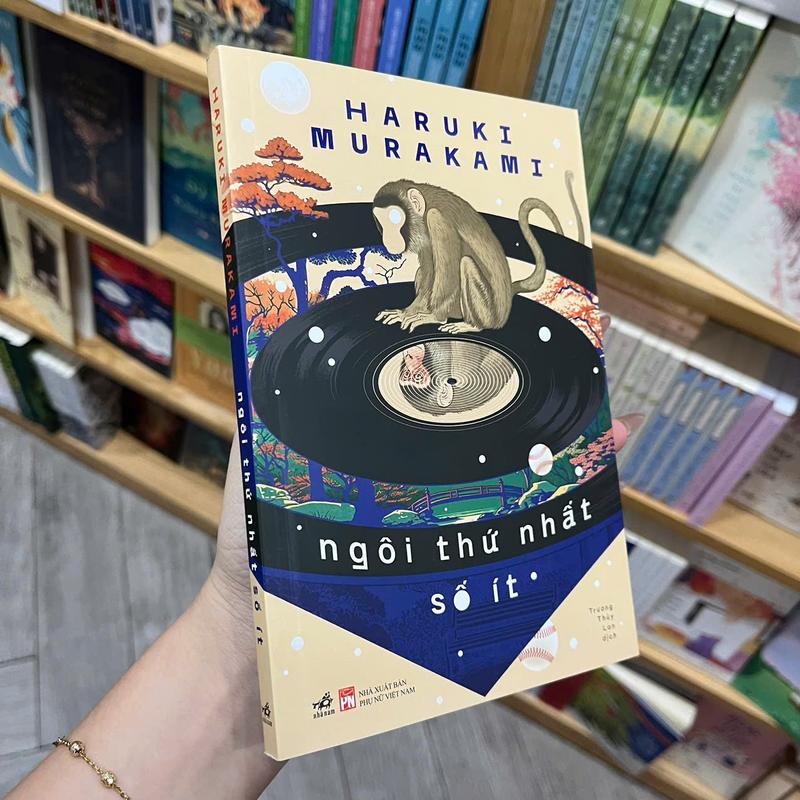 HARUKI
MURAKAMI
ngôi thứ nhất
số ít
Trương
Thùy
Lan
dịch
nhã nam
PN
NHÀ XUẤT BẢN
PHỤ NỮ VIỆT NAM
HARUKI MURAKAMI ngôi thứ nhất số ít